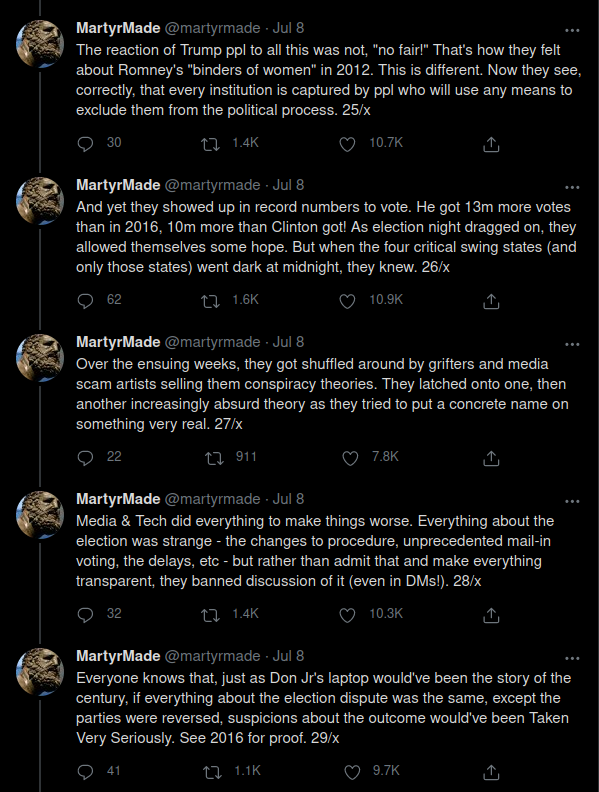 MartyrMade @martyrmade · Jul 8
The reaction of Trump ppl to all this was not, "no fair!" That's how they felt
about Romney's "binders of women" in 2012. This is different. Now they see,
correctly, that every institution is captured by ppl who will use any means to
exclude them from the political process. 25/x
30 1.4K 10.7K
MartyrMade @martyrmade · Jul 8
And yet they showed up in record numbers to vote. He got 13m more votes
than in 2016, 10m more than Clinton got! As election night dragged on, they
allowed themselves some hope. But when the four critical swing states (and
only those states) went dark at midnight, they knew. 26/x
62 1.6K 10.9K
MartyrMade @martyrmade · Jul 8
Over the ensuing weeks, they got shuffled around by grifters and media
scam artists selling them conspiracy theories. They latched onto one, then
another increasingly absurd theory as they tried to put a concrete name on
something very real. 27/x
22 911 7.8K
MartyrMade @martyrmade · Jul 8
Media & Tech did everything to make things worse. Everything about the
election was strange - the changes to procedure, unprecedented mail-in
voting, the delays, etc - but rather than admit that and make everything
transparent, they banned discussion of it (even in DMs!). 28/x
32 1.4K 10.3K
MartyrMade @martyrmade · Jul 8
Everyone knows that, just as Don Jr's laptop would've been the story of the
century, if everything about the election dispute was the same, except the
parties were reversed, suspicions about the outcome would've been Taken
Very Seriously. See 2016 for proof. 29/x
41 1.1K 9.7K